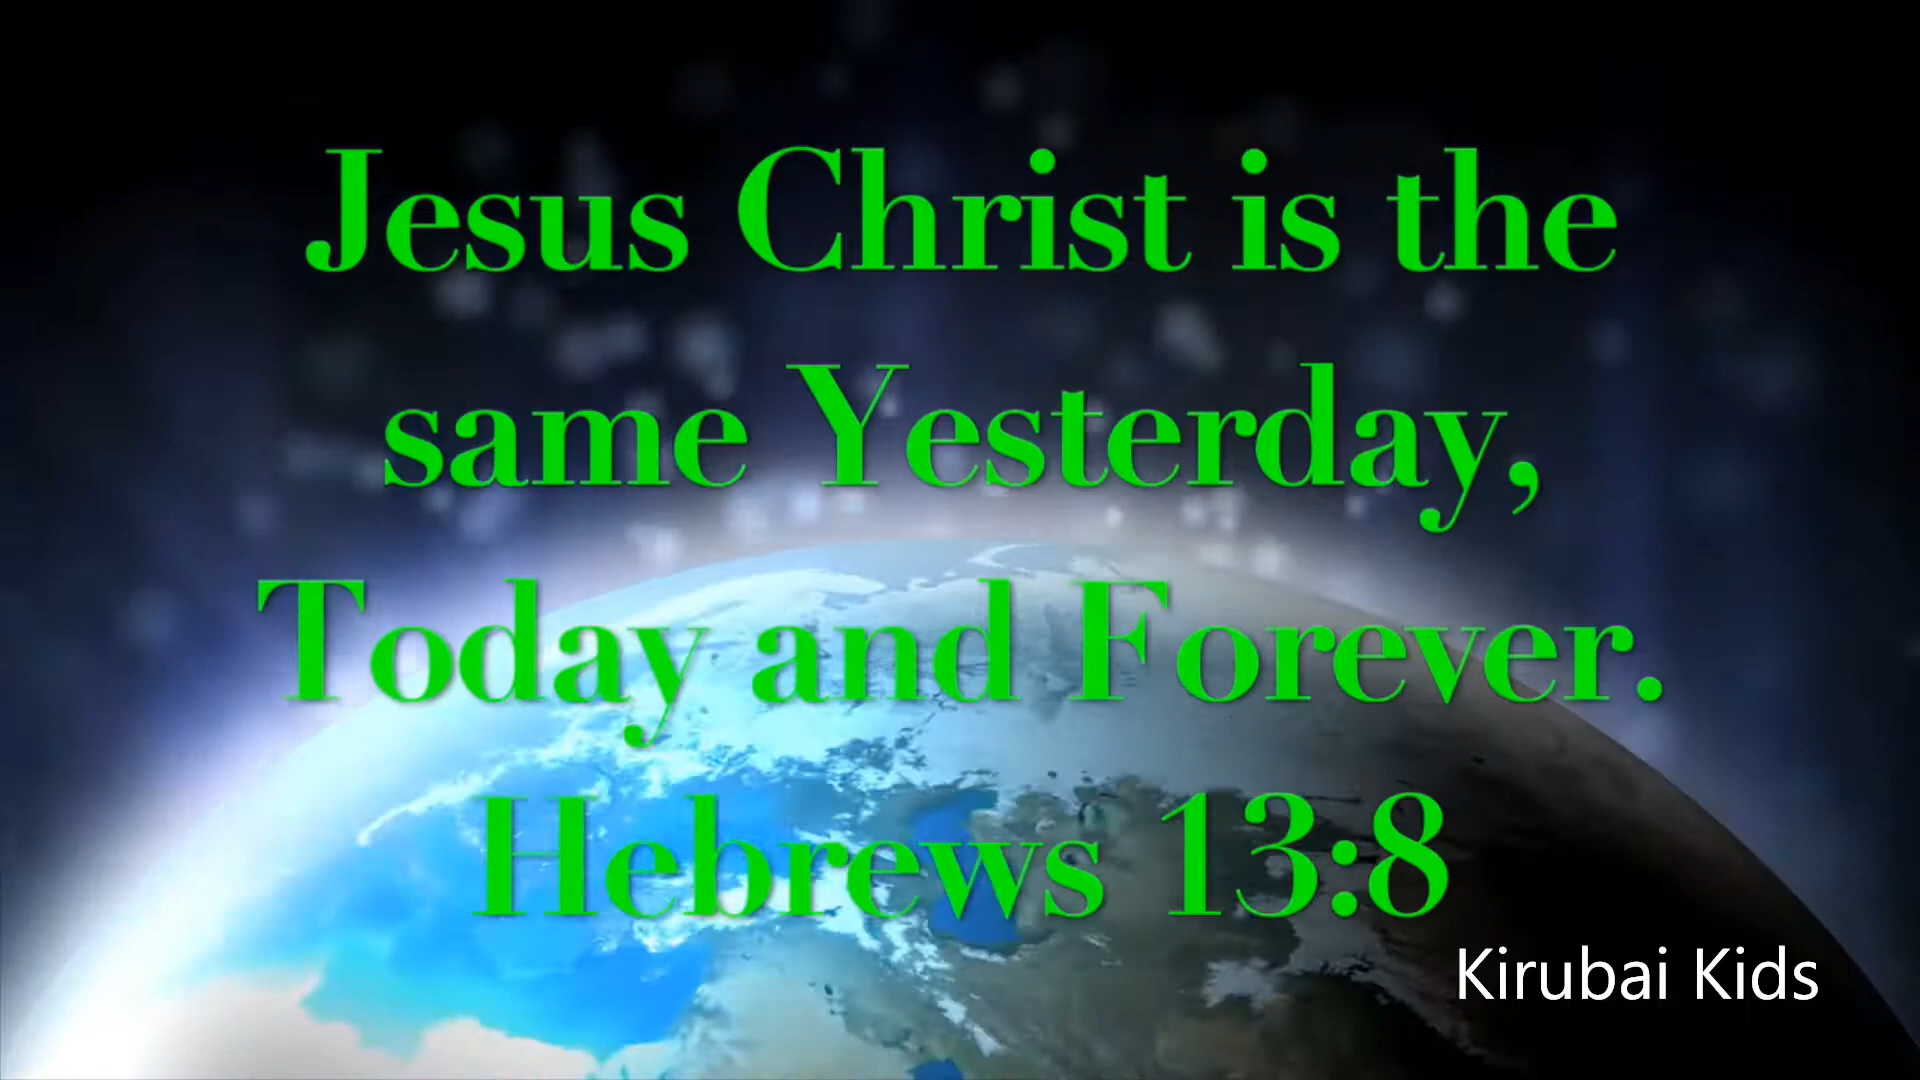 Jesus Christ is the
same Yesterday,
Today and Forever.
Hebrews 13:8
Kirubai Kids